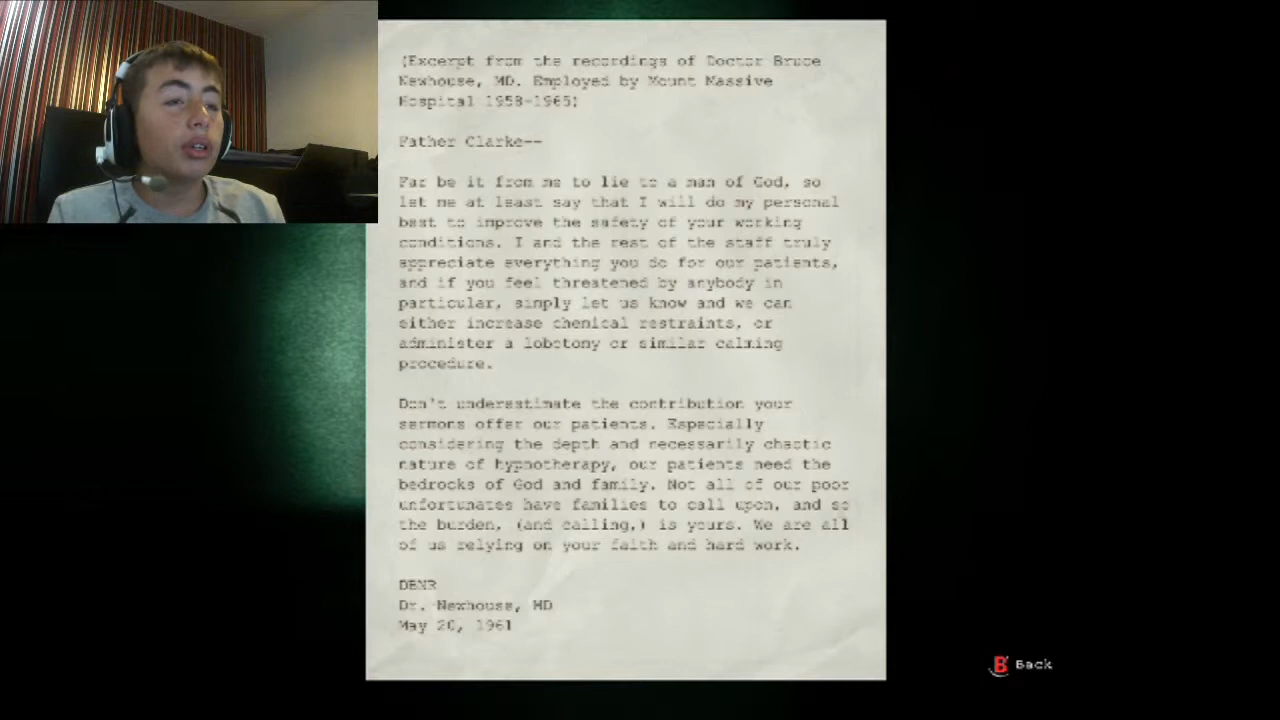 (Excerpt from the recordings of Doctor Bruce
Newhouse, MD. Employed by Mount Massive
Hospital 1958-1965)
Father Clarke--
Far be it from me to lie to a man of God, so
let me at least say that I will do my personal
best to improve the safety of your working
conditions. I and the rest of the staff truly
appreciate everything you do for our patients,
and if you feel threatened by anybody in
particular, simply let us know and we can
either increase chemical restraints, or
administer a lobotomy or similar calming
procedure.
Don't underestimate the contribution your
sermons offer our patients. Especially
considering the depth and necessarily chaotic
nature of hypnotherapy, our patients need the
bedrocks of God and family. Not all of our poor
unfortunates have families to call upon, and so
the burden, (and calling,) is yours. We are all
of us relying on your faith and hard work.
Dr. Newhouse, MD
May 20, 1961
B Back